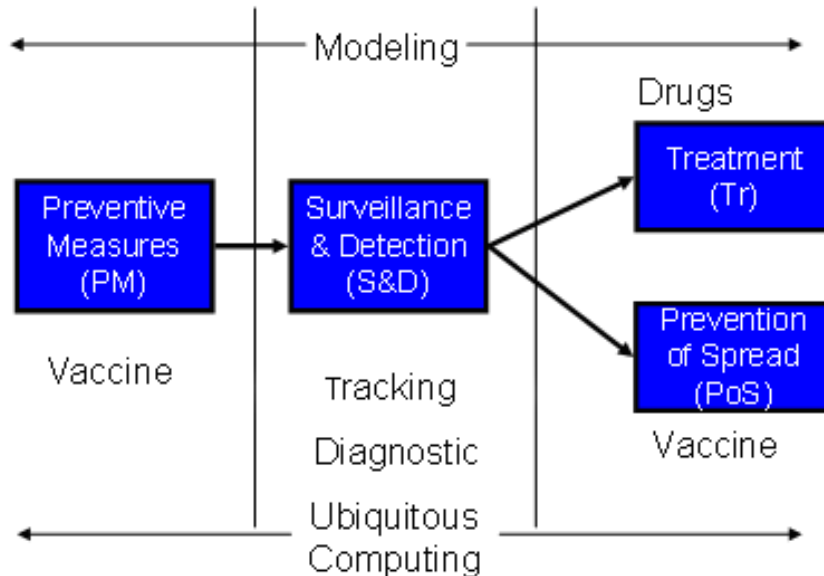 Modeling
Drugs
Preventive
Measures
(PM)
Surveillance
& Detection
(S&D)
Treatment
(Tr)
Prevention
of Spread
(PoS)
Vaccine
Tracking
Diagnostic
Vaccine
Ubiquitous
Computing